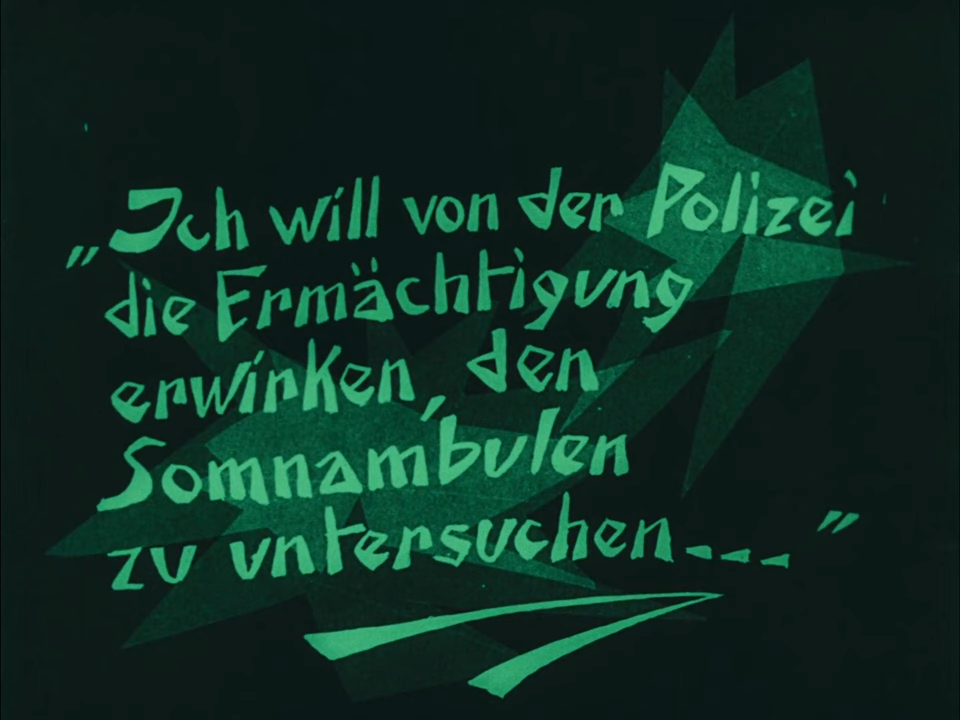 „Ich will von der Polizei
die Ermächtigung
erwirken, den
Somnambulen
zu untersuchen---"